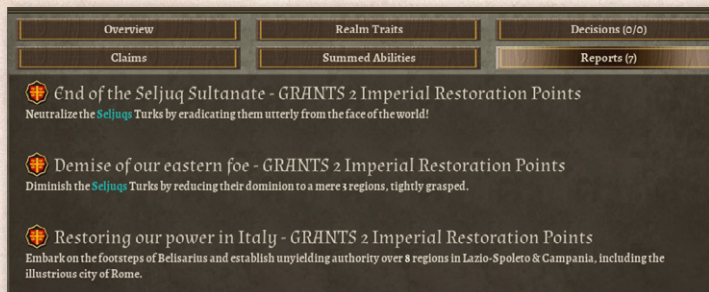 Overview Realm Traits Decisions (0/0)
Claims Summed Abilities Reports (7)
End of the Seljuq Sultanate - GRANTS 2 Imperial Restoration Points
Neutralize the Seljuqs Turks by eradicating them utterly from the face of the world!
Demise of our eastern foe - GRANTS 2 Imperial Restoration Points
Diminish the Seljuqs Turks by reducing their dominion to a mere 3 regions, tightly grasped.
Restoring our power in Italy - GRANTS 2 Imperial Restoration Points
Embark on the footsteps of Belisarius and establish unyielding authority over 8 regions in Lazio-Spoleto & Campania, including the
illustrious city of Rome.